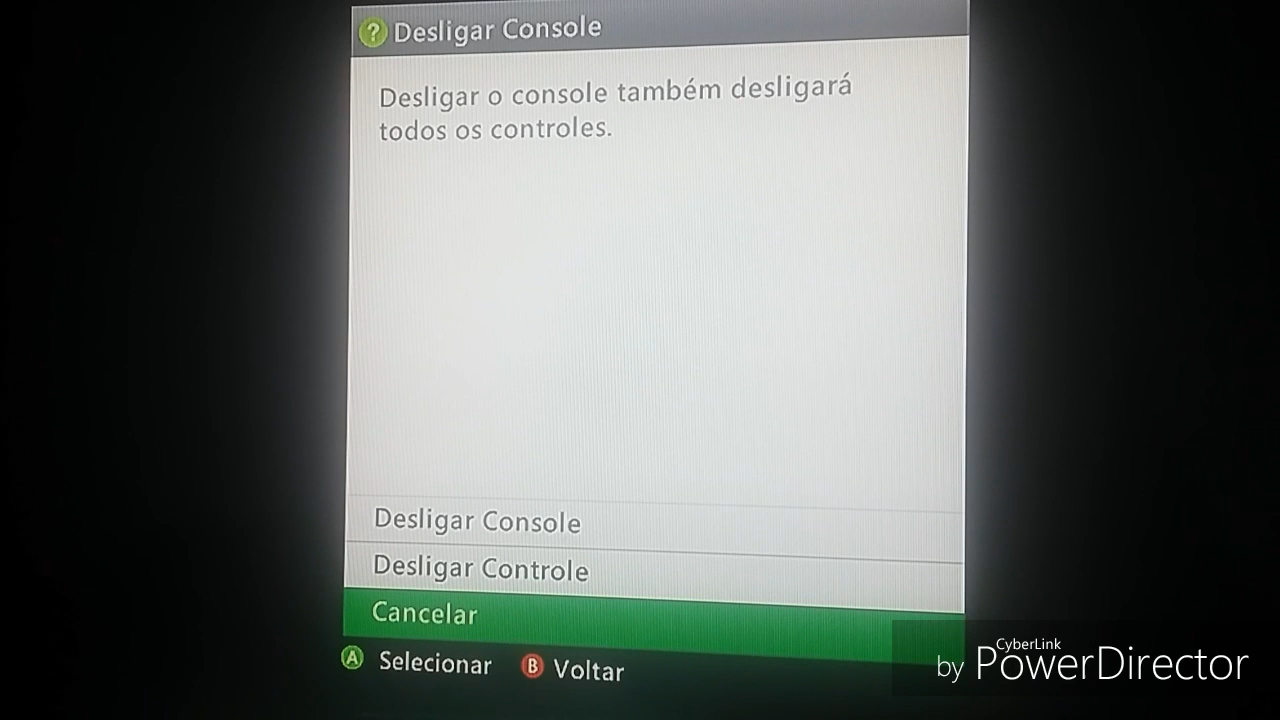 ? Desligar Console
Desligar o console também desligará
todos os controles.
Desligar Console
Desligar Controle
Cancelar
A Selecionar B Voltar
CyberLink
by PowerDirector